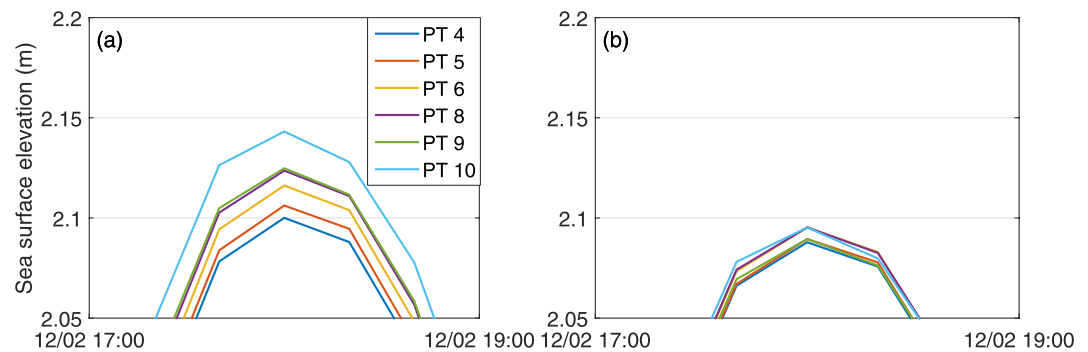 2.2
(a)
PT 4
PT 5
PT 6
PT 8
PT 9
PT 10
2.15
2.1
2.05
Sea surface elevation (m)
12/02 17:00
12/02 19:00
2.2
(b)
2.15
2.1
2.05
12/02 17:00
12/02 19:00